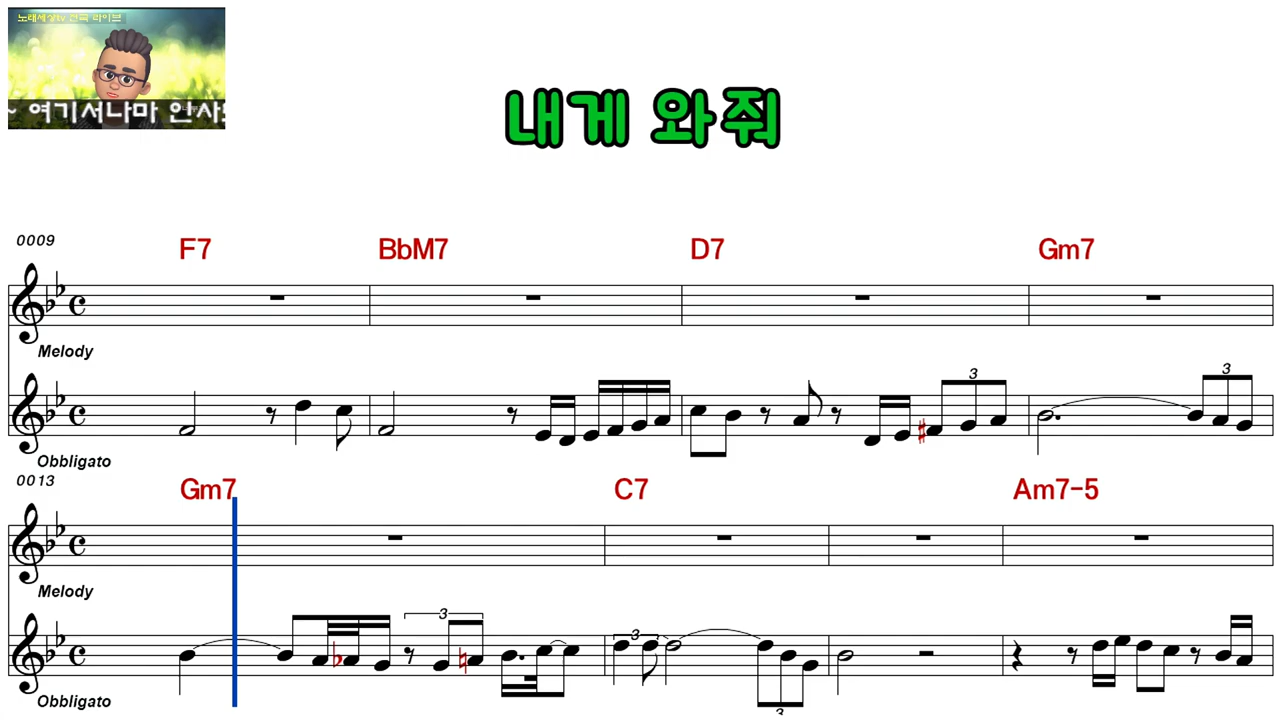 노래세상tv 전국 라이브
~ 여기서나마 인사드
내게 와줘
0009
F7 BbM7 D7 Gm7
Melody
3 3
Obbligato
0013
Gm7 C7 Am7-5
Melody
3 3
3
Obbligato